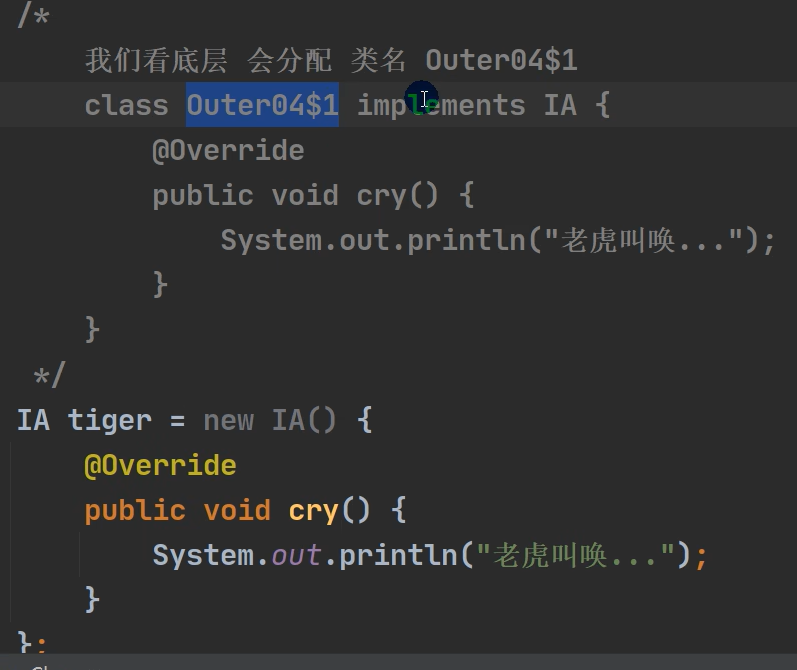 /*
我们看底层 会分配 类名 Outer04$1
class Outer04$1 implements IA {
@Override
public void cry() {
System.out.println("老虎叫唤...");
}
}
*/
IA tiger = new IA() {
@Override
public void cry() {
System.out.println("老虎叫唤...");
}
};